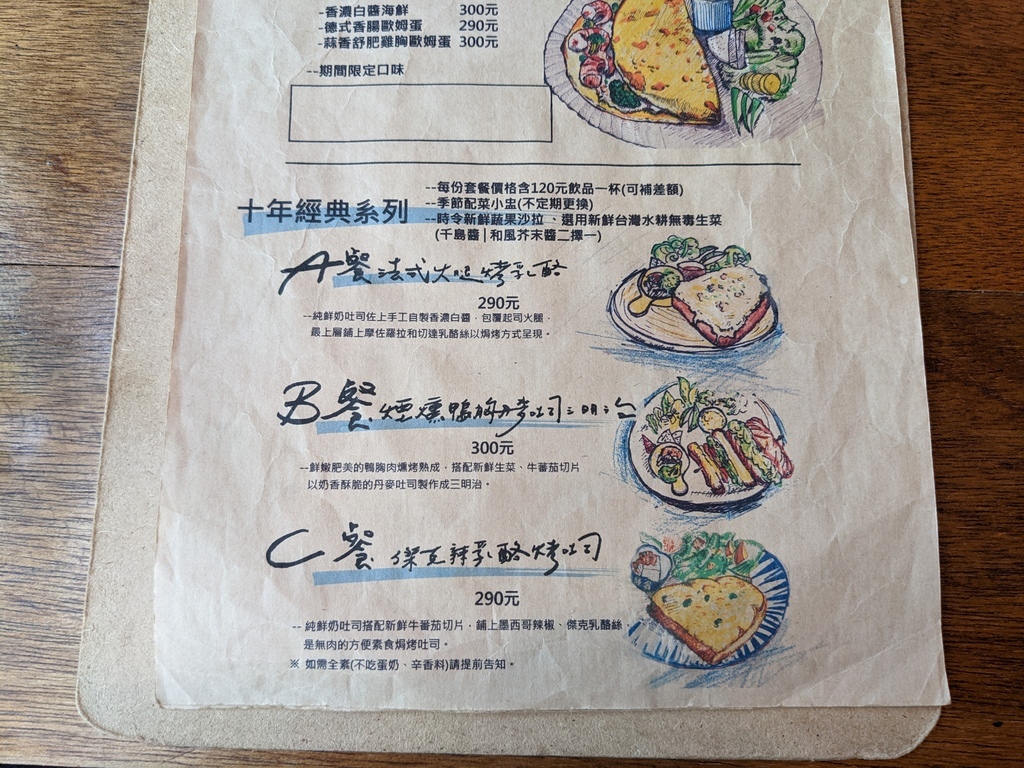 -香濃白醬海鮮 300元
-德式香腸歐姆蛋 290元
-蒜香舒肥雞胸歐姆蛋 300元
--期間限定口味
十年經典系列
--每份套餐價格含120元飲品一杯(可補差額)
--季節配菜小盅(不定期更換)
--時令新鮮蔬果沙拉、選用新鮮台灣水耕無毒生菜
(千島醬|和風芥末醬二擇一)
A餐 法式火腿烤乳酪
290元
--純鮮奶吐司佐上手工自製香濃白醬，包覆起司火腿，
最上層鋪上摩佐羅拉和切達乳酪絲以焗烤方式呈現。
B餐 煙燻鴨胸烤吐司三明治
300元
--鮮嫩肥美的鴨胸肉燻烤熟成，搭配新鮮生菜、牛蕃茄切片
以奶香酥脆的丹麥吐司製作成三明治。
C餐 傑克辣乳酪烤吐司
290元
-- 純鮮奶吐司搭配新鮮牛蕃茄切片，鋪上墨西哥辣椒、傑克乳酪絲，
是無肉的方便素食焗烤吐司。
※ 如需全素(不吃蛋奶、辛香料)請提前告知。